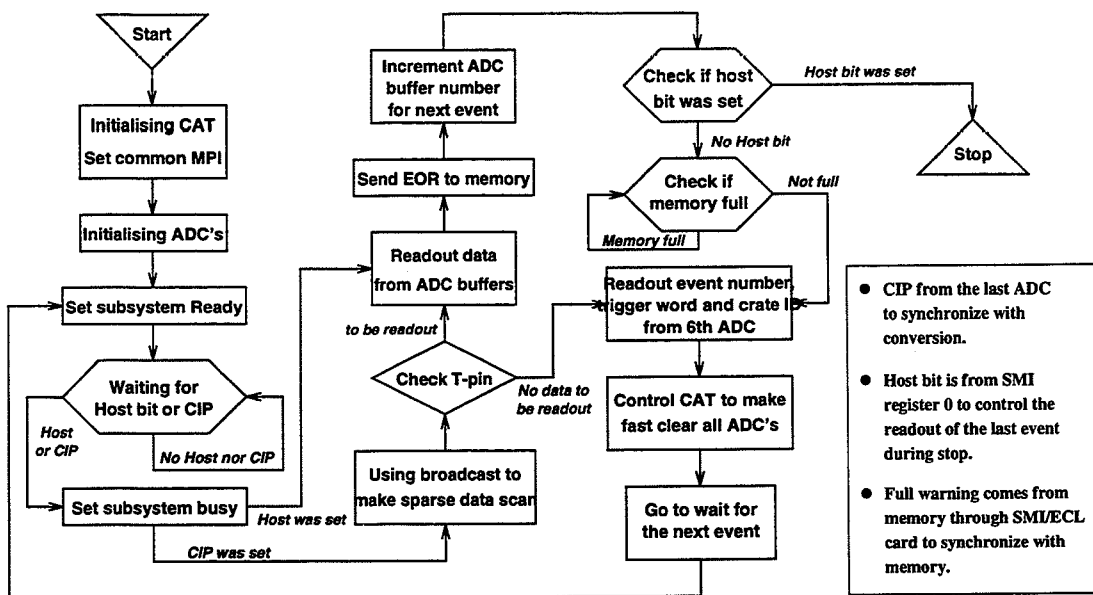 Start
Initialising CAT
Set common MPI
Initialising ADC's
Set subsystem Ready
Waiting for
Host bit or CIP
Host
or CIP
No Host nor CIP
Set subsystem busy
Host was set
CIP was set
Increment ADC
buffer number
for next event
Send EOR to memory
Readout data
from ADC buffers
to be readout
Check T-pin
No data to
be readout
Using broadcast to
make sparse data scan
Check if host
bit was set
Host bit was set
Stop
No Host bit
Check if
memory full
Not full
Memory full
Readout event number,
trigger word and crate ID
from 6th ADC
Control CAT to make
fast clear all ADC's
Go to wait for
the next event
● CIP from the last ADC
to synchronize with
conversion.
● Host bit is from SMI
register 0 to control the
readout of the last event
during stop.
● Full warning comes from
memory through SMI/ECL
card to synchronize with
memory.